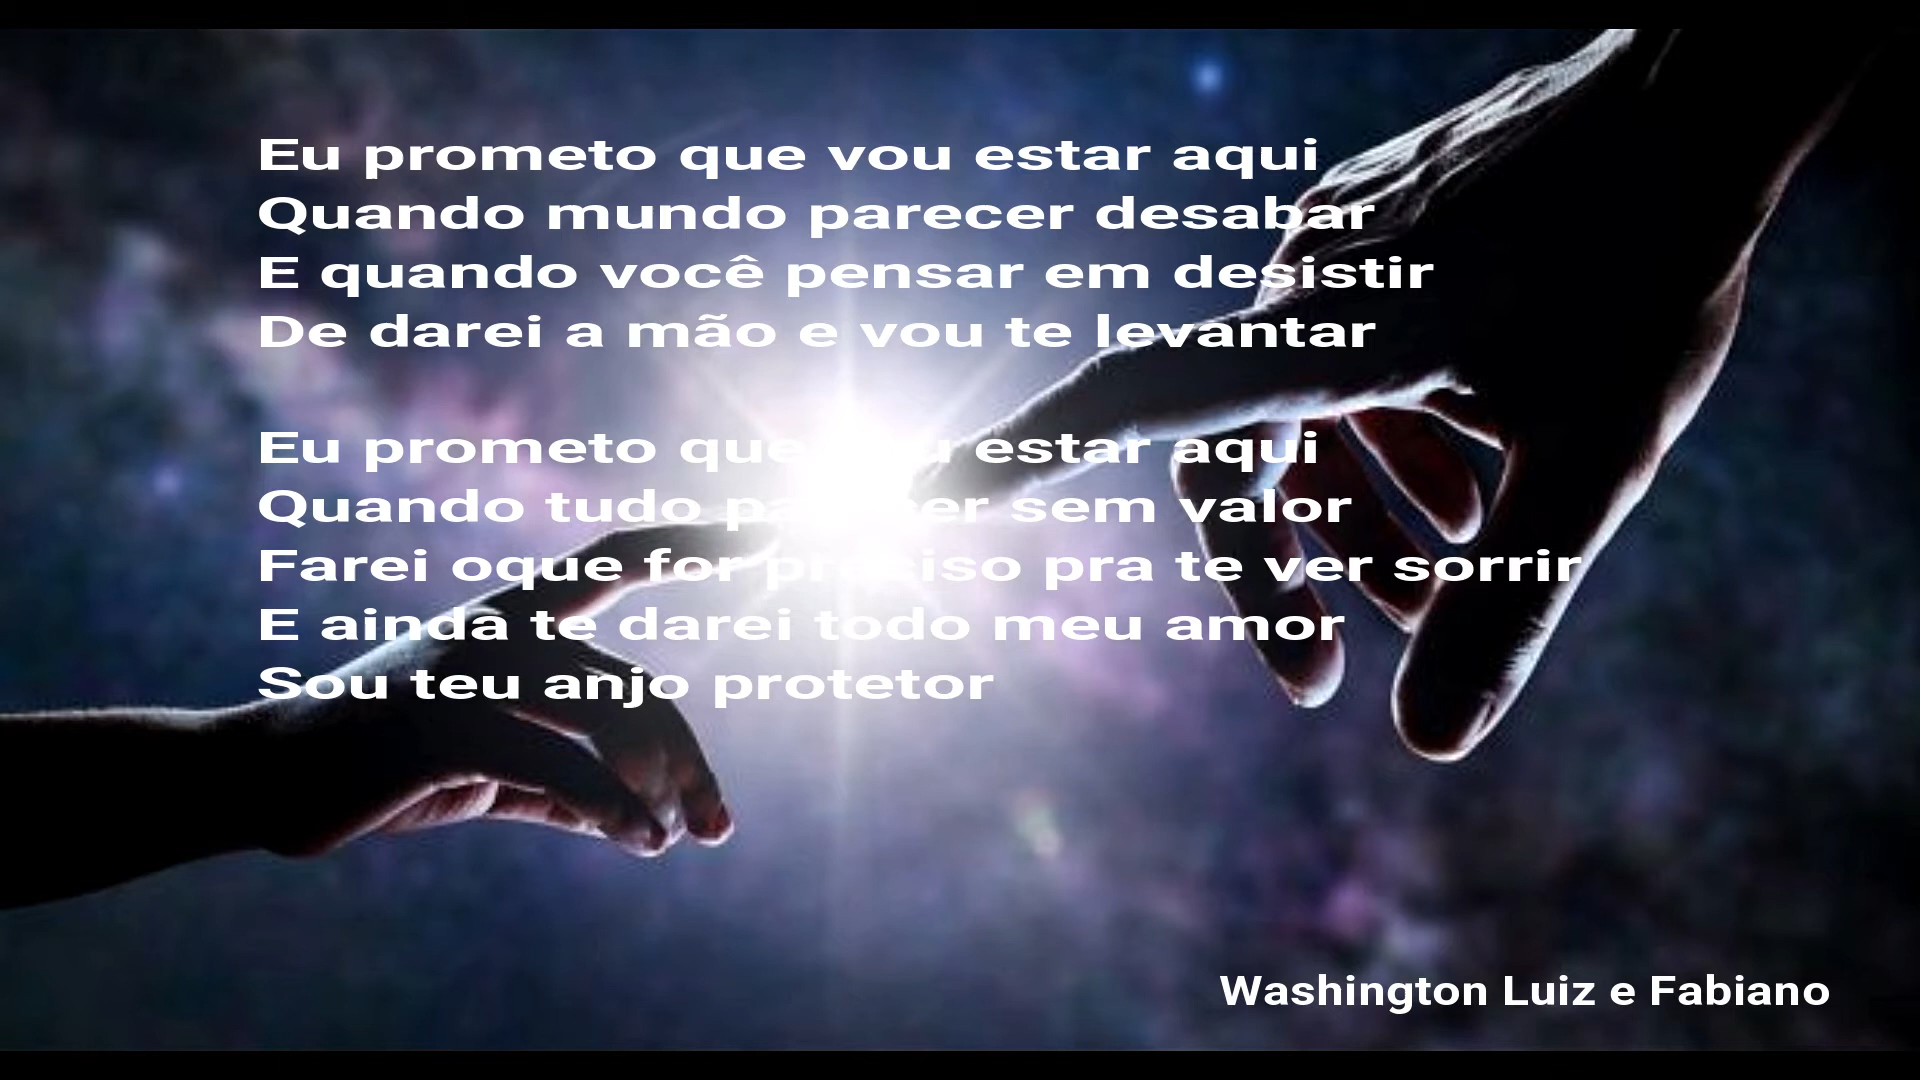 Eu prometo que vou estar aqui
Quando mundo parecer desabar
E quando você pensar em desistir
De darei a mão e vou te levantar
Eu prometo que vou estar aqui
Quando tudo parecer sem valor
Farei oque for preciso pra te ver sorrir
E ainda te darei todo meu amor
Sou teu anjo protetor
Washington Luiz e Fabiano